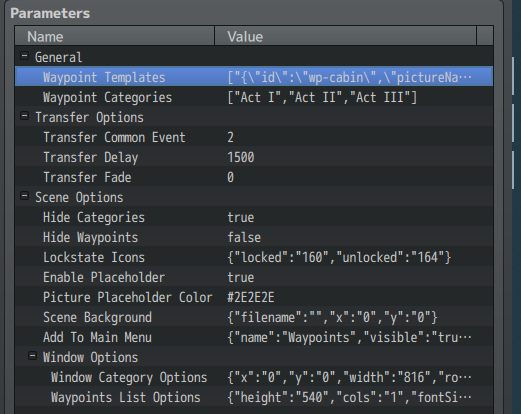 Parameters
Name Value
General
Waypoint Templates ["{\"id\":\"wp-cabin\",\"pictureNa…
Waypoint Categories ["Act I","Act II","Act III"]
Transfer Options
Transfer Common Event 2
Transfer Delay 1500
Transfer Fade 0
Scene Options
Hide Categories true
Hide Waypoints false
Lockstate Icons {"locked":"160","unlocked":"164"}
Enable Placeholder true
Picture Placeholder Color #2E2E2E
Scene Background {"filename":"","x":"0","y":"0"}
Add To Main Menu {"name":"Waypoints","visible":"tru…
Window Options
Window Category Options {"x":"0","y":"0","width":"816","ro…
Waypoints List Options {"height":"540","cols":"1","fontSi…